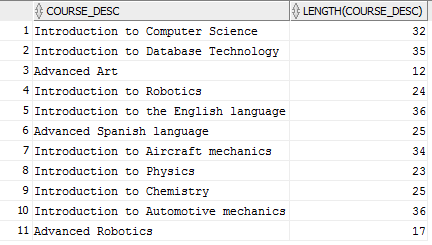 COURSE_DESC LENGTH(COURSE_DESC)
1 Introduction to Computer Science 32
2 Introduction to Database Technology 35
3 Advanced Art 12
4 Introduction to Robotics 24
5 Introduction to the English language 36
6 Advanced Spanish language 25
7 Introduction to Aircraft mechanics 34
8 Introduction to Physics 23
9 Introduction to Chemistry 25
10 Introduction to Automotive mechanics 36
11 Advanced Robotics 17